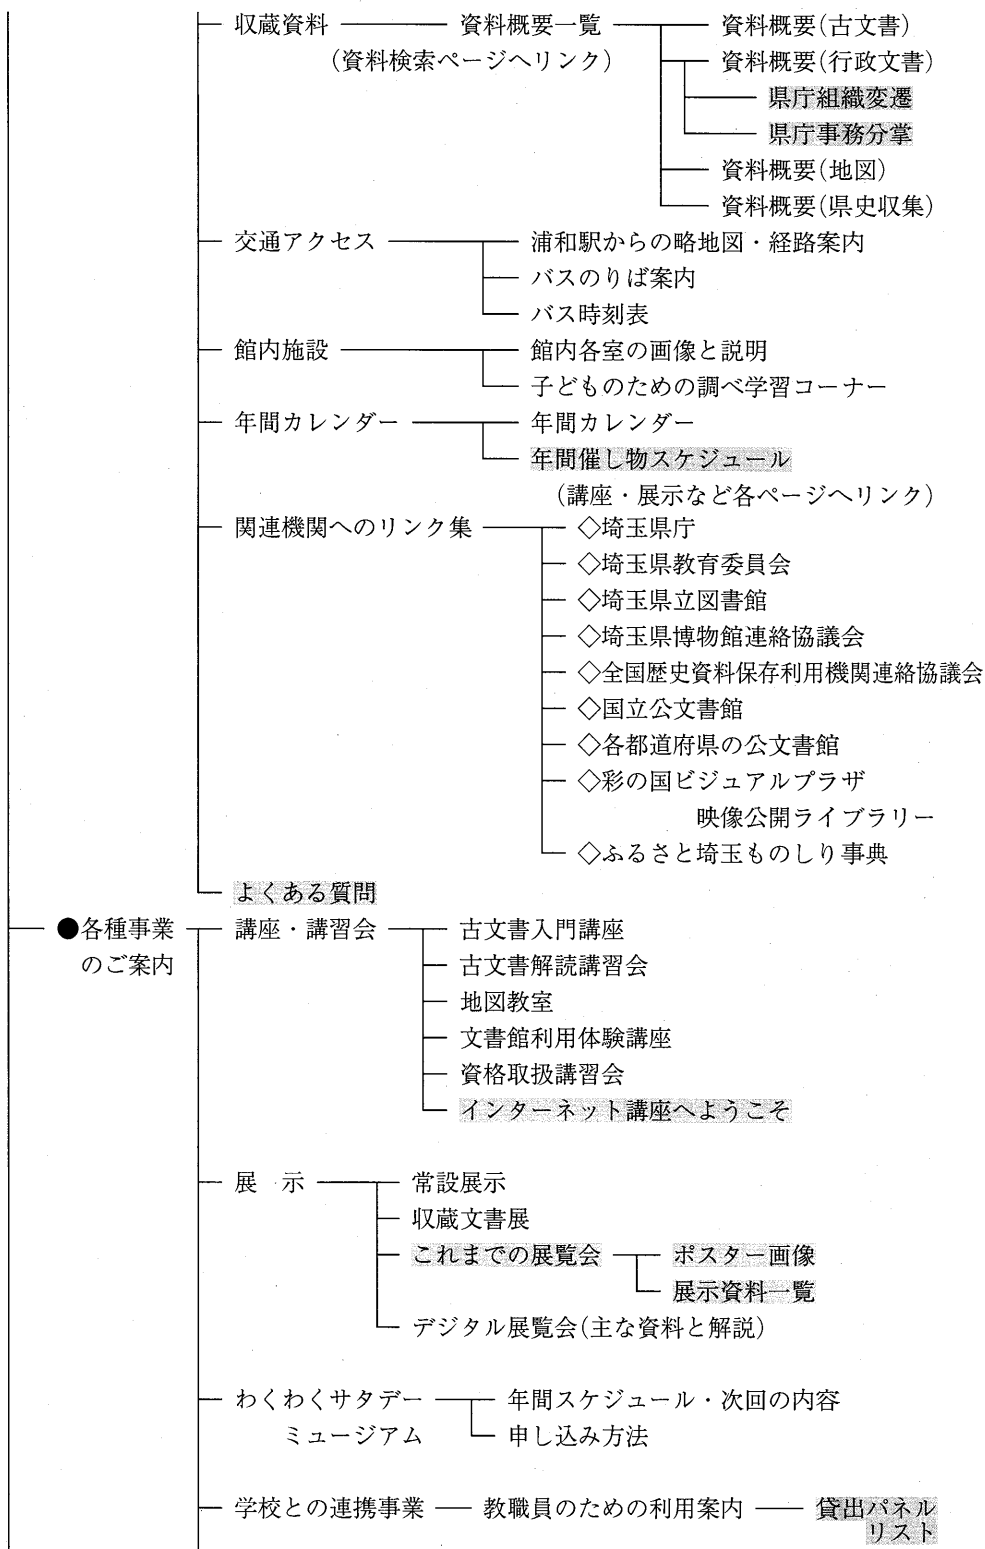 収蔵資料 資料概要一覧 資料概要(古文書)
(資料検索ページへリンク) 資料概要(行政文書)
県庁組織変遷
県庁事務分掌
資料概要(地図)
資料概要(県史収集)
交通アクセス 浦和駅からの略地図・経路案内
バスのりば案内
バス時刻表
館内施設 館内各室の画像と説明
子どものための調べ学習コーナー
年間カレンダー 年間カレンダー
年間催し物スケジュール
(講座・展示など各ページへリンク)
関連機関へのリンク集 ◇埼玉県庁
◇埼玉県教育委員会
◇埼玉県立図書館
◇埼玉県博物館連絡協議会
◇全国歴史資料保存利用機関連絡協議会
◇国立公文書館
◇各都道府県の公文書館
◇彩の国ビジュアルプラザ
映像公開ライブラリー
◇ふるさと埼玉ものしり事典
よくある質問
●各種事業 講座・講習会 古文書入門講座
のご案内 古文書解読講習会
地図教室
文書館利用体験講座
資格取扱講習会
インターネット講座へようこそ
展 示 常設展示
収蔵文書展
これまでの展覧会 ポスター画像
展示資料一覧
デジタル展覧会(主な資料と解説)
わくわくサタデー 年間スケジュール・次回の内容
ミュージアム 申し込み方法
学校との連携事業 教職員のための利用案内 貸出パネル
リスト